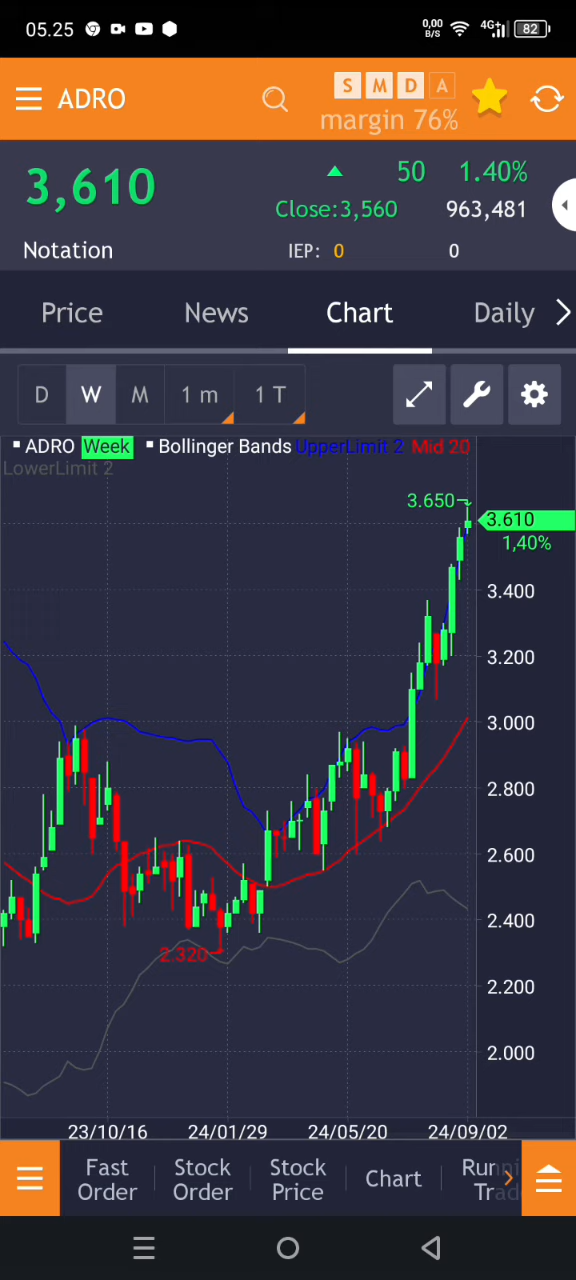 05.25 0,00 B/S 4G+ 82
ADRO S M D A
margin 76%
3,610 50 1.40%
Close:3,560 963,481
Notation IEP: 0 0
Price News Chart Daily
D W M 1 m 1 T
ADRO Week Bollinger Bands UpperLimit 2 Mid 20
LowerLimit 2
3.650
3.610
1,40%
3.400
3.200
3.000
2.800
2.600
2.400
2.320
2.200
2.000
23/10/16 24/01/29 24/05/20 24/09/02
Fast Order Stock Order Stock Price Chart